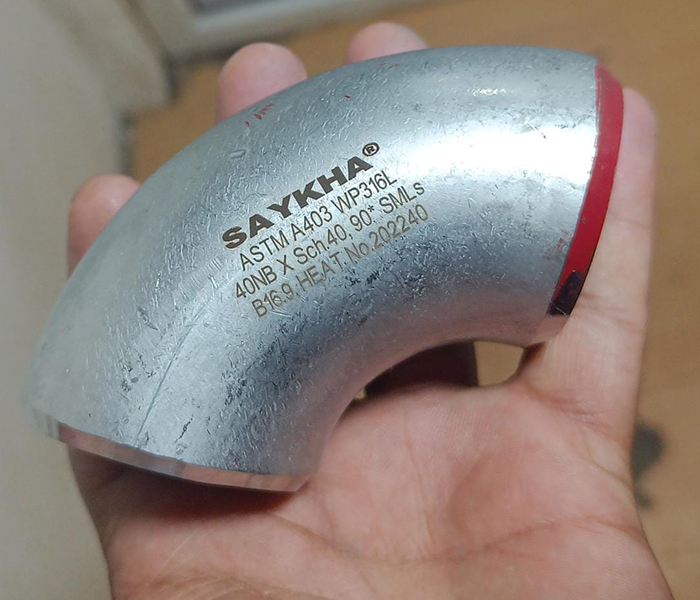 SAYKHA®
ASTM A403 WP316L
40NB X Sch.40, 90° SMLs
B16.9, HEAT No.202240